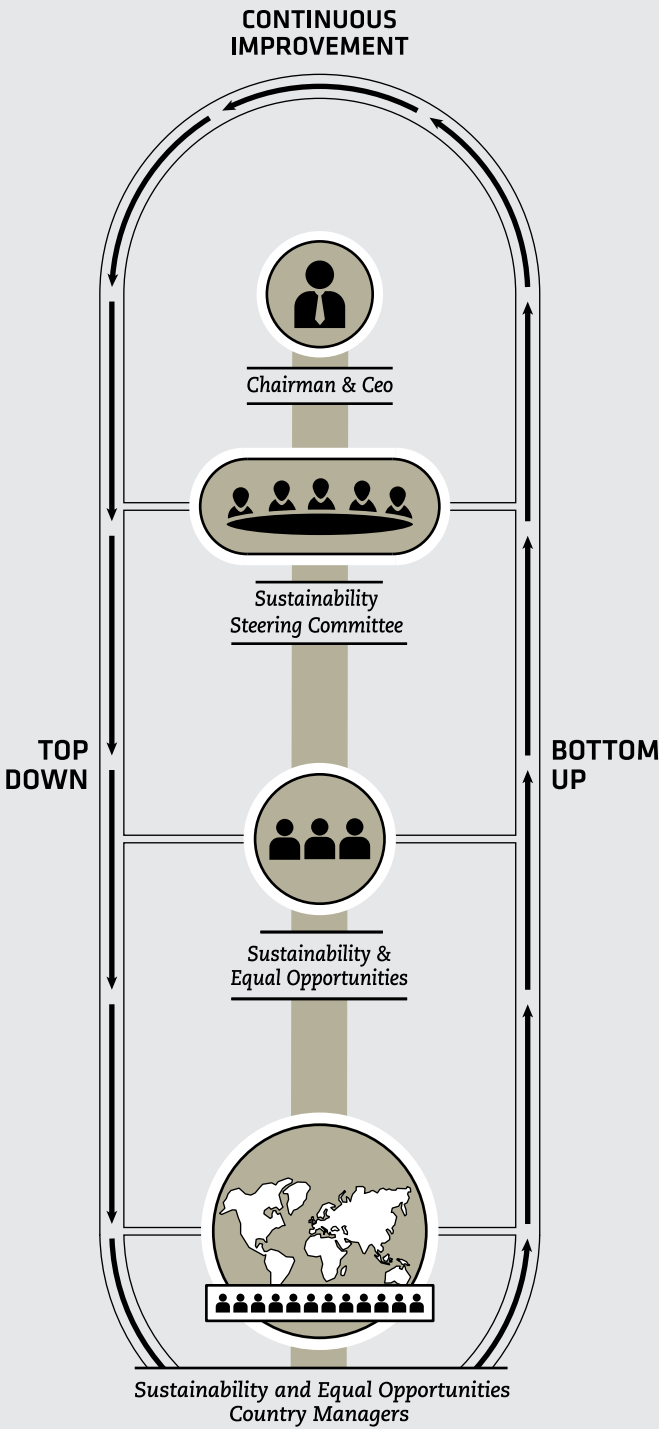 CONTINUOUS
IMPROVEMENT
Chairman & Ceo
Sustainability
Steering Committee
TOP
DOWN
BOTTOM
UP
Sustainability &
Equal Opportunities
Sustainability and Equal Opportunities
Country Managers